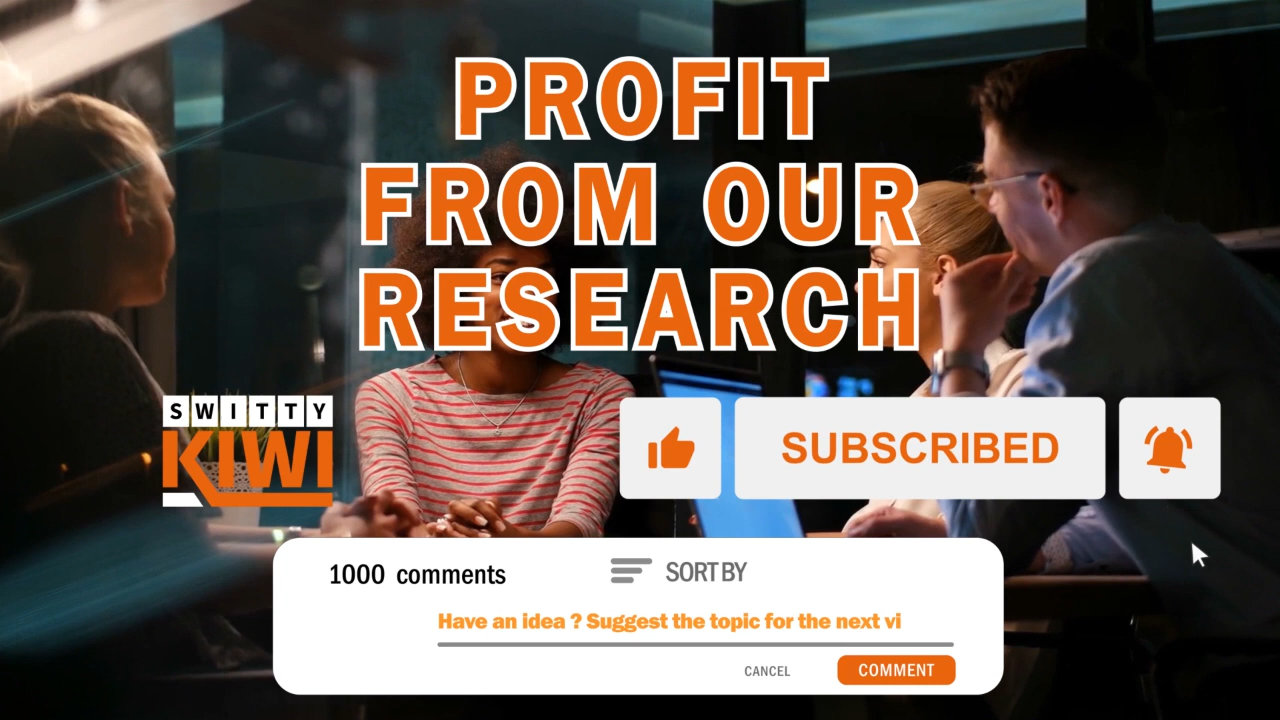 PROFIT
FROM OUR
RESEARCH
SWITTY
KIWI
SUBSCRIBED
1000 comments
SORT BY
Have an idea ? Suggest the topic for the next vi
CANCEL
COMMENT